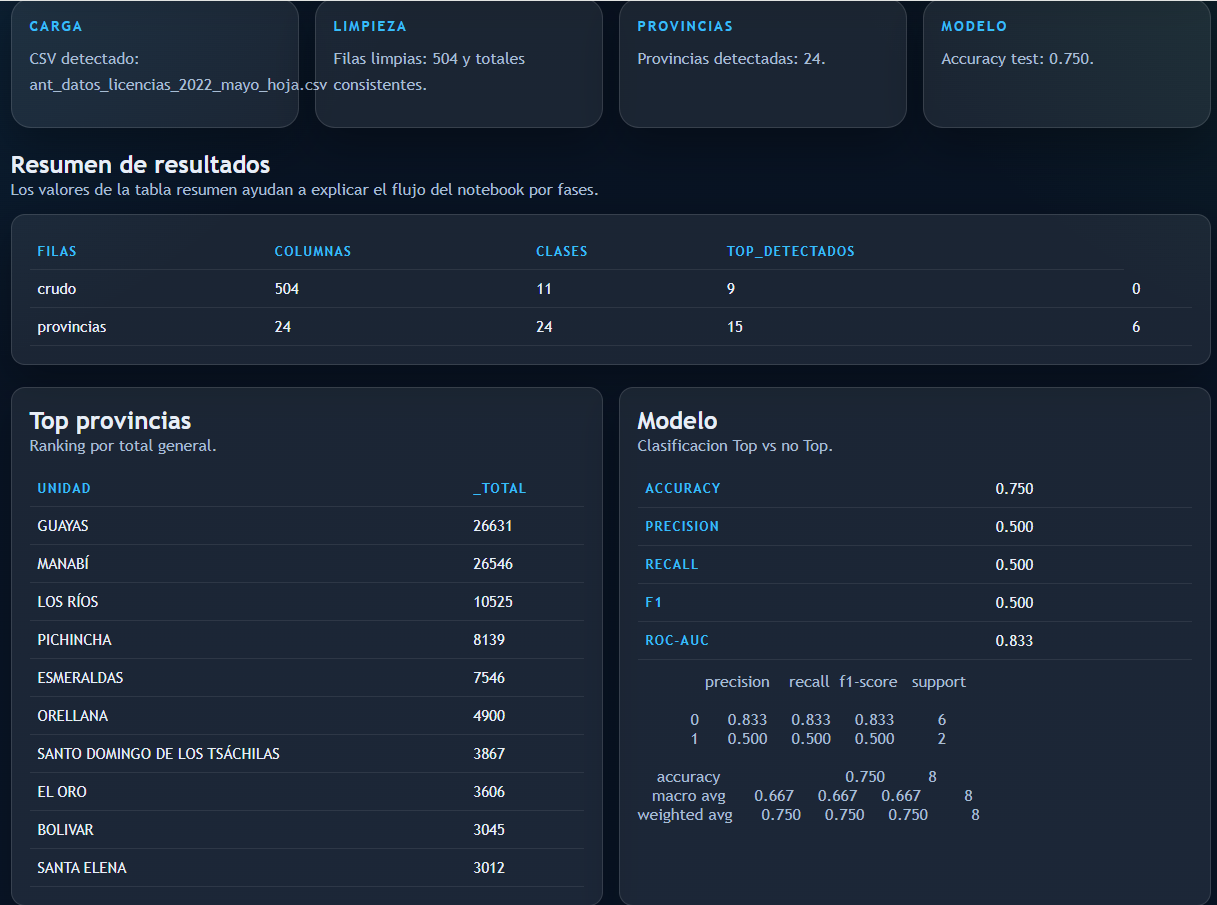 CARGA
CSV detectado:
ant_datos_licencias_2022_mayo_hoja.csv
LIMPIEZA
Filas limpias: 504 y totales
consistentes.
PROVINCIAS
Provincias detectadas: 24.
MODELO
Accuracy test: 0.750.
Resumen de resultados
Los valores de la tabla resumen ayudan a explicar el flujo del notebook por fases.
FILAS COLUMNAS CLASES TOP_DETECTADOS
crudo 504 11 9 0
provincias 24 24 15 6
Top provincias
Ranking por total general.
UNIDAD _TOTAL
GUAYAS 26631
MANABÍ 26546
LOS RÍOS 10525
PICHINCHA 8139
ESMERALDAS 7546
ORELLANA 4900
SANTO DOMINGO DE LOS TSÁCHILAS 3867
EL ORO 3606
BOLIVAR 3045
SANTA ELENA 3012
Modelo
Clasificacion Top vs no Top.
ACCURACY 0.750
PRECISION 0.500
RECALL 0.500
F1 0.500
ROC-AUC 0.833
precision recall f1-score support
0 0.833 0.833 0.833 6
1 0.500 0.500 0.500 2
accuracy 0.750 8
macro avg 0.667 0.667 0.667 8
weighted avg 0.750 0.750 0.750 8